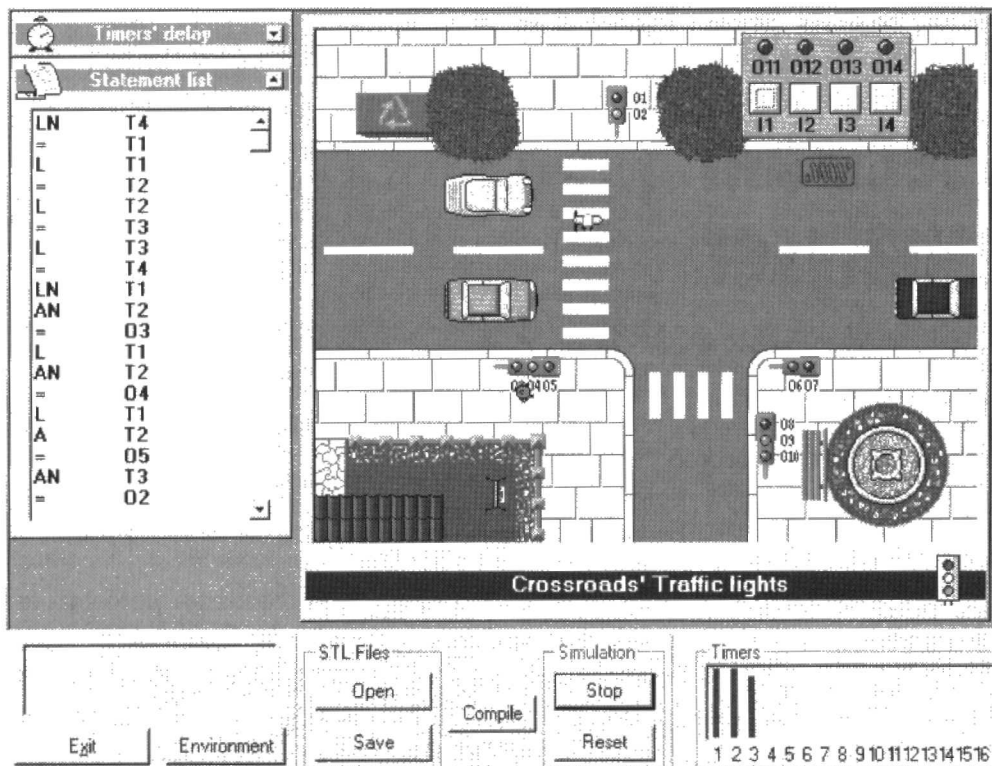 Timers' delay
Statement list
LN T4
= T1
L T1
= T2
L T2
= T3
L T3
= T4
LN T1
AN T2
= O3
L T1
AN T2
= O4
L T1
A T2
= O5
AN T3
= O2
O1
O2
O11 O12 O13 O14
I1 I2 I3 I4
O3 O4 O5
O6 O7
O8
O9
O10
Crossroads' Traffic lights
STL Files
Open
Save
Compile
Simulation
Stop
Reset
Exit
Environment
Timers
1 2 3 4 5 6 7 8 9 10 11 12 13 14 15 16